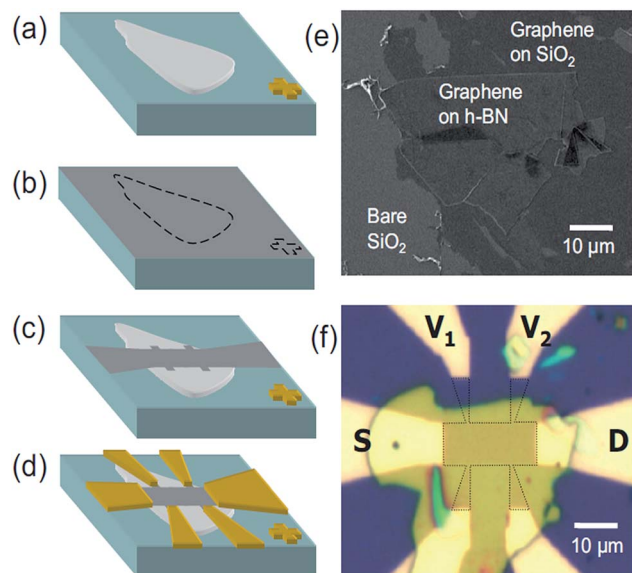 (a)
(b)
(c)
(d)
(e)
Graphene
on SiO2
Graphene
on h-BN
Bare
SiO2
10 µm
(f)
V1
V2
S
D
10 µm